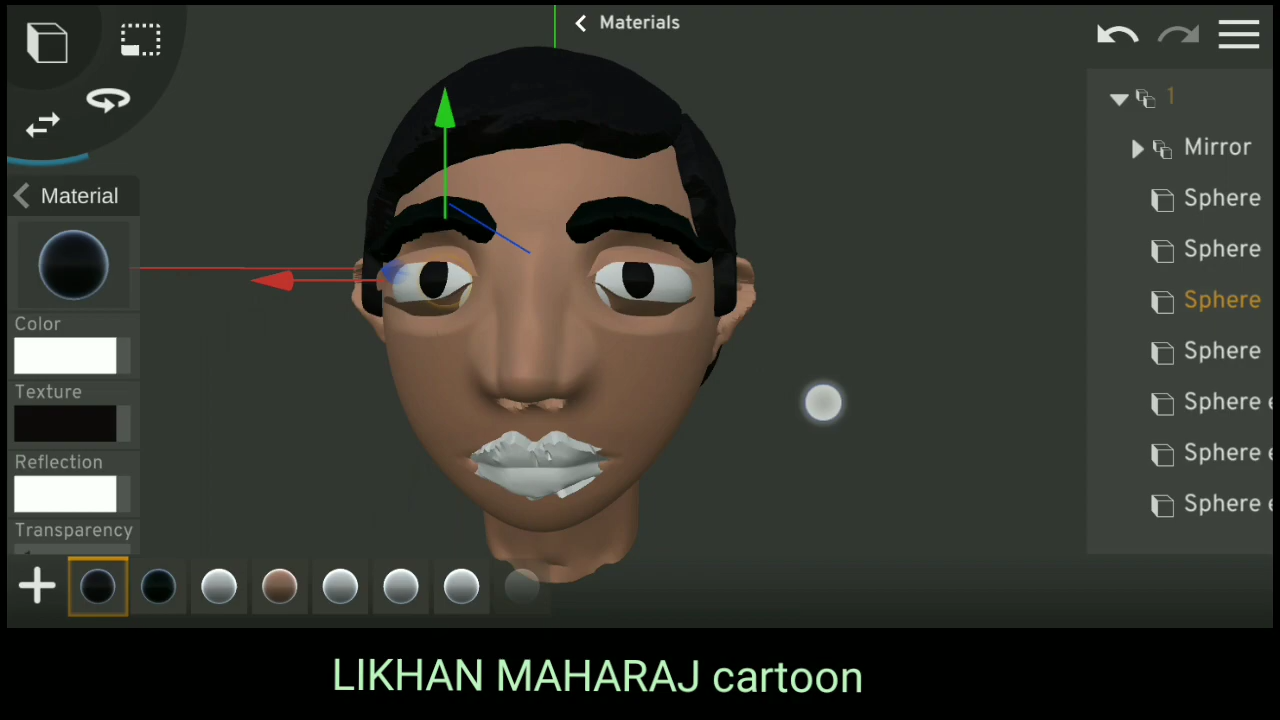 Materials
1
Mirror
Material
Sphere
Sphere
Sphere
Color
Sphere
Texture
Sphere e
Reflection
Sphere e
Sphere e
Transparency
LIKHAN MAHARAJ cartoon